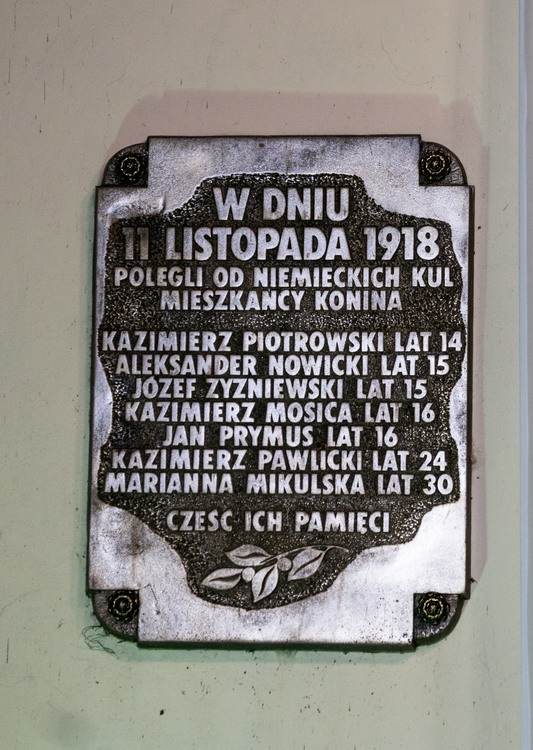 W DNIU
11 LISTOPADA 1918
POLEGLI OD NIEMIECKICH KUL
MIESZKANCY KONINA
KAZIMIERZ PIOTROWSKI LAT 14
ALEKSANDER NOWICKI LAT 15
JÓZEF ZYZNIEWSKI LAT 15
KAZIMIERZ MOSICA LAT 16
JAN PRYMUS LAT 16
KAZIMIERZ PAWLICKI LAT 24
MARIANNA MIKULSKA LAT 30
CZESC ICH PAMIĘCI